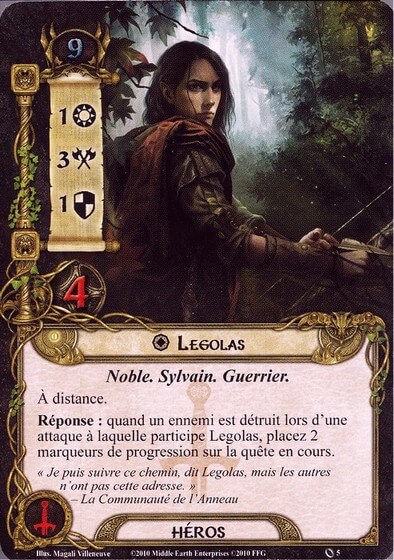 9
1
3
1
4
Legolas
Noble. Sylvain. Guerrier.
À distance.
Réponse : quand un ennemi est détruit lors d'une
attaque à laquelle participe Legolas, placez 2
marqueurs de progression sur la quête en cours.
« Je puis suivre ce chemin, dit Legolas, mais les autres
n'ont pas cette adresse. »
– La Communauté de l'Anneau
HÉROS
Illus. Magali Villeneuve ©2010 Middle Earth Enterprises ©2010 FFG 5